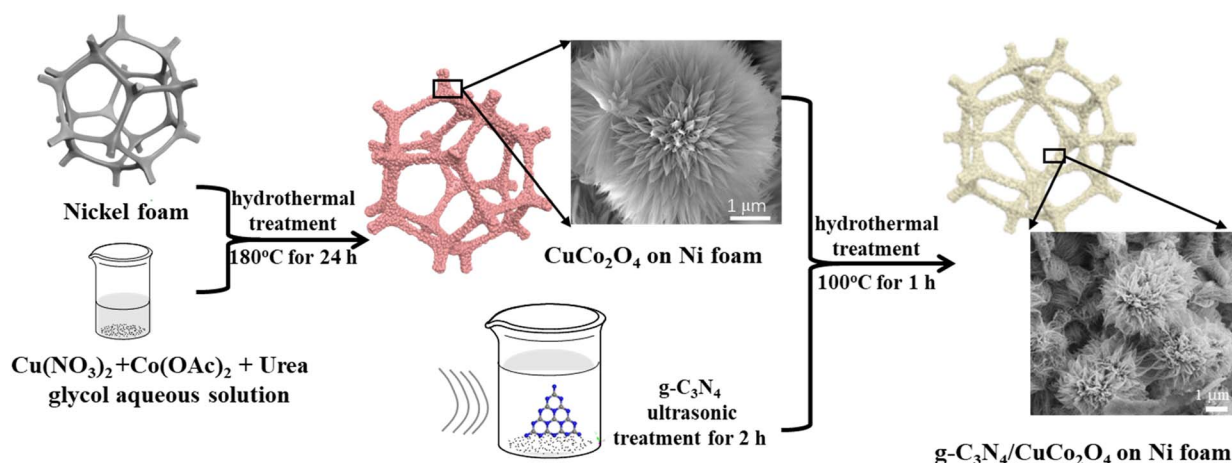 Nickel foam
Cu(NO₃)₂ +Co(OAc)₂ + Urea
glycol aqueous solution
hydrothermal
treatment
180°C for 24 h
1 μm
CuCo₂O₄ on Ni foam
g-C₃N₄
ultrasonic
treatment for 2 h
hydrothermal
treatment
100°C for 1 h
1 μm
g-C₃N₄/CuCo₂O₄ on Ni foam